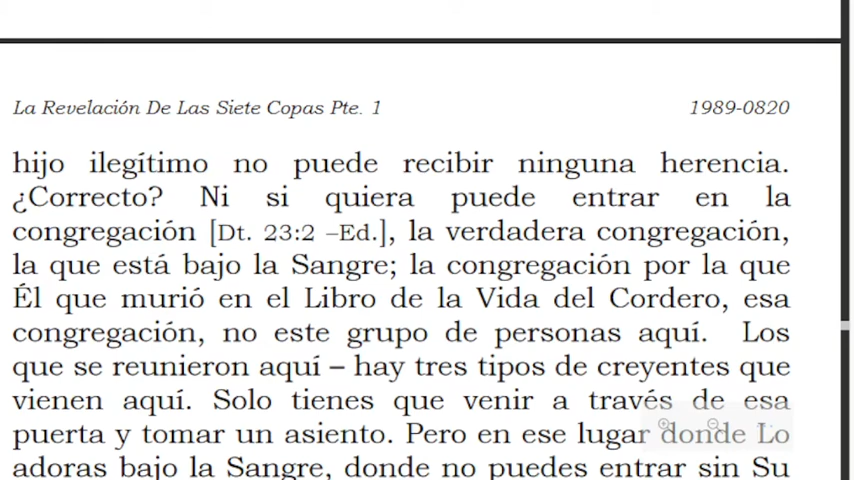 La Revelación De Las Siete Copas Pte. 1 1989-0820
hijo ilegítimo no puede recibir ninguna herencia.
¿Correcto? Ni si quiera puede entrar en la
congregación [Dt. 23:2 –Ed.], la verdadera congregación,
la que está bajo la Sangre; la congregación por la que
Él que murió en el Libro de la Vida del Cordero, esa
congregación, no este grupo de personas aquí. Los
que se reunieron aquí – hay tres tipos de creyentes que
vienen aquí. Solo tienes que venir a través de esa
puerta y tomar un asiento. Pero en ese lugar donde Lo
adoras bajo la Sangre, donde no puedes entrar sin Su